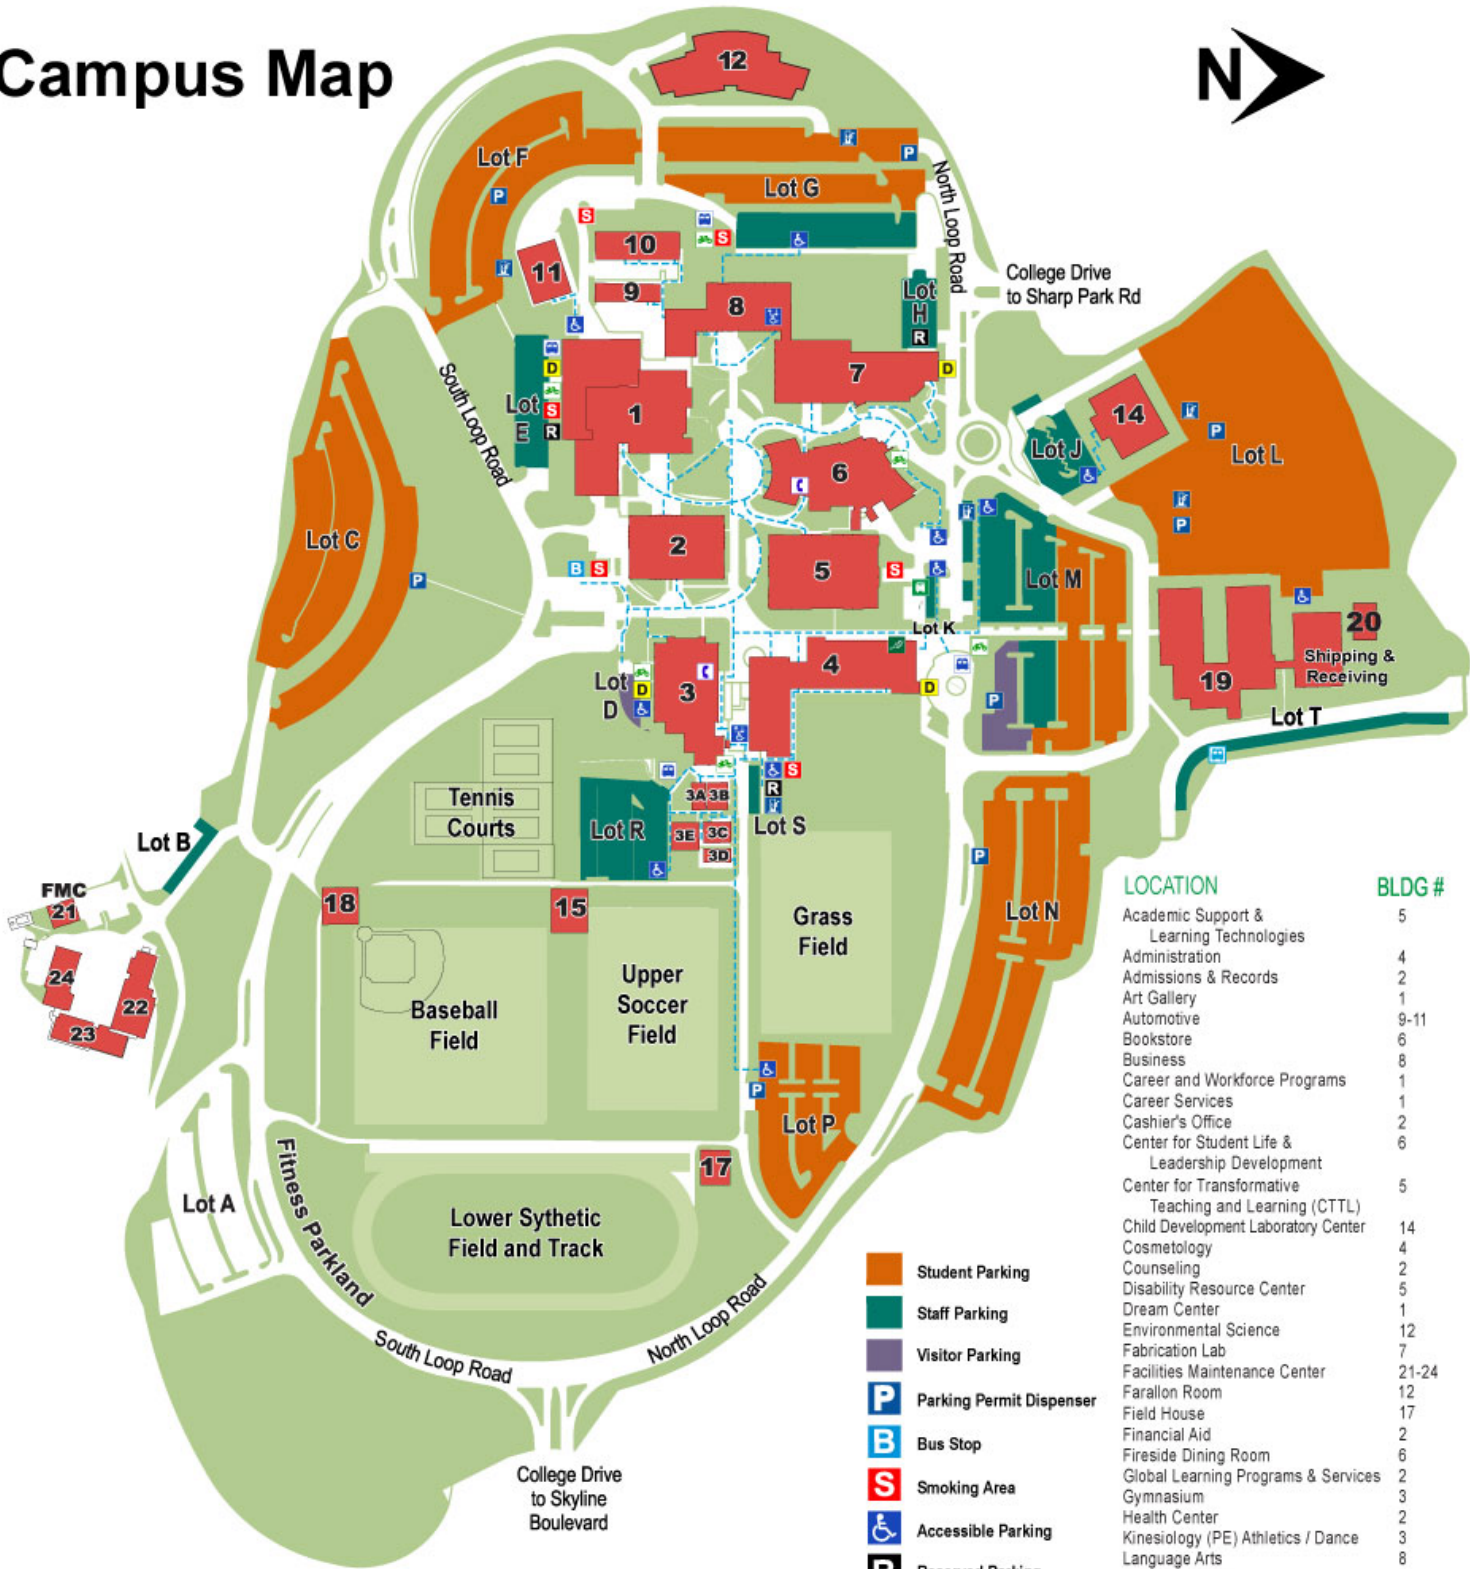 Campus Map
N
12
Lot F
P
Lot G
P
North Loop Road
S
10
S
11
9
8
Lot
H
R
College Drive
to Sharp Park Rd
D
7
D
South Loop Road
Lot
E
S
R
1
14
P
Lot J
Lot L
6
P
Lot C
2
5
B
S
S
P
Lot M
Lot K
20
Shipping &
Receiving
19
4
Lot
D
D
3
D
P
Lot T
S
R
3A
3B
Tennis
Courts
Lot R
3E
3C
3D
Lot S
Lot B
P
FMC
21
18
15
Grass
Field
Lot N
24
22
23
Upper
Soccer
Field
Baseball
Field
P
Lot P
17
Lot A
Fitness Parkland
Lower Sythetic
Field and Track
South Loop Road
North Loop Road
College Drive
to Skyline
Boulevard
Student Parking
Staff Parking
Visitor Parking
P Parking Permit Dispenser
B Bus Stop
S Smoking Area
Accessible Parking
R Reserved Parking
LOCATION BLDG #
Academic Support & 5
Learning Technologies
Administration 4
Admissions & Records 2
Art Gallery 1
Automotive 9-11
Bookstore 6
Business 8
Career and Workforce Programs 1
Career Services 1
Cashier's Office 2
Center for Student Life & 6
Leadership Development
Center for Transformative 5
Teaching and Learning (CTTL)
Child Development Laboratory Center 14
Cosmetology 4
Counseling 2
Disability Resource Center 5
Dream Center 1
Environmental Science 12
Fabrication Lab 7
Facilities Maintenance Center 21-24
Farallon Room 12
Field House 17
Financial Aid 2
Fireside Dining Room 6
Global Learning Programs & Services 2
Gymnasium 3
Health Center 2
Kinesiology (PE) Athletics / Dance 3
Language Arts 8